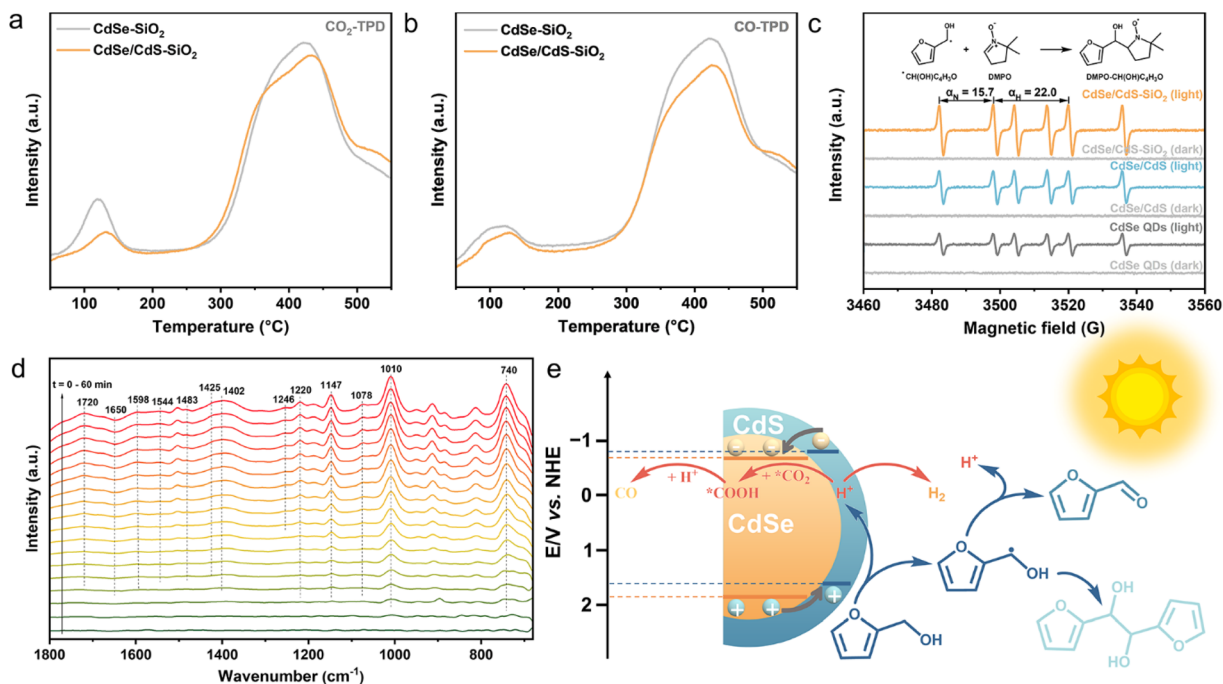 a
CdSe-SiO₂
CdSe/CdS-SiO₂
CO₂-TPD
Intensity (a.u.)
100 200 300 400 500
Temperature (°C)
b
CdSe-SiO₂
CdSe/CdS-SiO₂
CO-TPD
Intensity (a.u.)
100 200 300 400 500
Temperature (°C)
c
OH
O
•
+
O⁻
N⁺
OH
O•
N
O
•CH(OH)C₄H₃O
DMPO
DMPO-CH(OH)C₄H₃O
α_N = 15.7
α_H = 22.0
CdSe/CdS-SiO₂ (light)
CdSe/CdS-SiO₂ (dark)
CdSe/CdS (light)
CdSe/CdS (dark)
CdSe QDs (light)
CdSe QDs (dark)
Intensity (a.u.)
3460 3480 3500 3520 3540 3560
Magnetic field (G)
d
t = 0 - 60 min
1720 1650 1598 1544 1483 1425 1402 1246 1220 1147 1078 1010 740
Intensity (a.u.)
1800 1600 1400 1200 1000 800
Wavenumber (cm⁻¹)
e
E/V vs. NHE
−1
0
1
2
CdS
CdSe
− − −
+ + +
CO
+ H⁺
*COOH
+ *CO₂
H⁺
H₂
H⁺
O
O
O
OH
O
OH
OH
O
O
HO